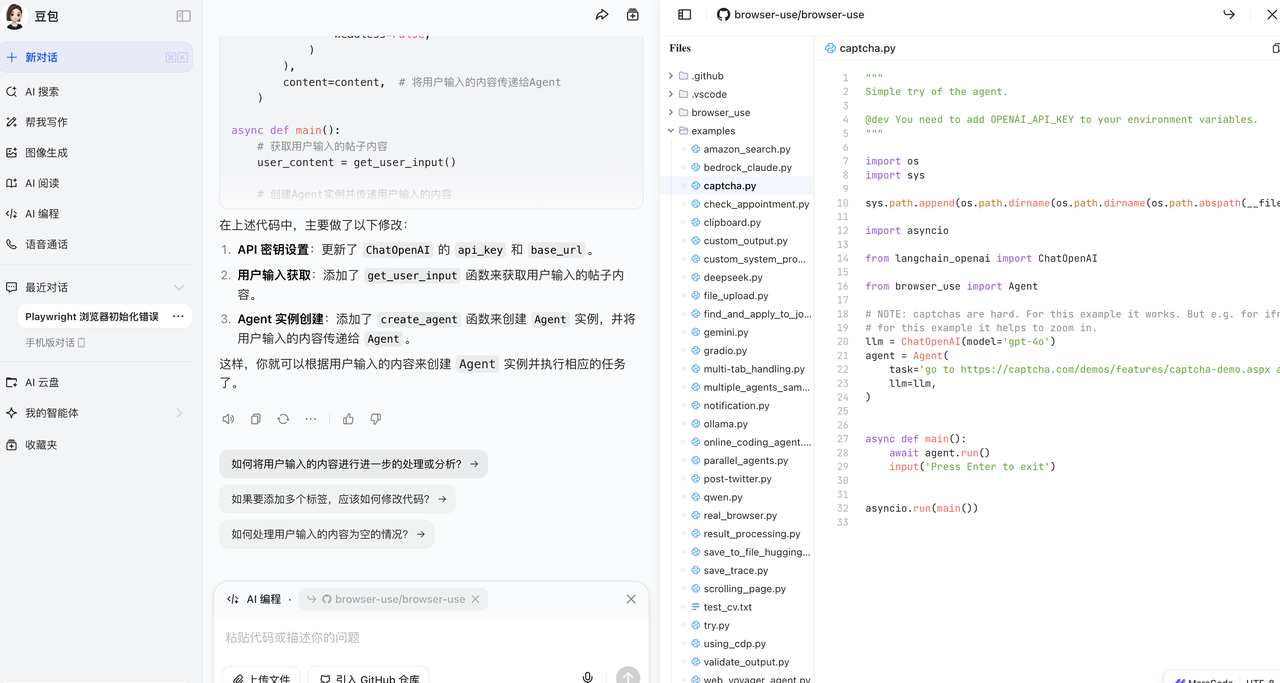 豆包
新对话
AI 搜索
帮我写作
图像生成
AI 阅读
AI 编程
语音通话
最近对话
Playwright 浏览器初始化错误 ···
手机版对话
AI 云盘
我的智能体
收藏夹
headless=False,
)
),
content=content, # 将用户输入的内容传递给Agent
)
async def main():
# 获取用户输入的帖子内容
user_content = get_user_input()
# 创建Agent实例并传递用户输入的内容
在上述代码中，主要做了以下修改：
1. API 密钥设置：更新了 ChatOpenAI 的 api_key 和 base_url 。
2. 用户输入获取：添加了 get_user_input 函数来获取用户输入的帖子内
容。
3. Agent 实例创建：添加了 create_agent 函数来创建 Agent 实例，并将
用户输入的内容传递给 Agent 。
这样，你就可以根据用户输入的内容来创建 Agent 实例并执行相应的任务
了。
如何将用户输入的内容进行进一步的处理或分析？ →
如果要添加多个标签，应该如何修改代码？ →
如何处理用户输入的内容为空的情况？ →
AI 编程 · browser-use/browser-use
粘贴代码或描述你的问题
上传文件 引入 GitHub 仓库
browser-use/browser-use
Files
.github
.vscode
browser_use
examples
amazon_search.py
bedrock_claude.py
captcha.py
check_appointment.py
clipboard.py
custom_output.py
custom_system_pro...
deepseek.py
file_upload.py
find_and_apply_to_jo...
gemini.py
gradio.py
multi-tab_handling.py
multiple_agents_sam...
notification.py
ollama.py
online_coding_agent....
parallel_agents.py
post-twitter.py
qwen.py
real_browser.py
result_processing.py
save_to_file_hugging...
save_trace.py
scrolling_page.py
test_cv.txt
try.py
using_cdp.py
validate_output.py
web_voyager_agent.py
captcha.py
1 """
2 Simple try of the agent.
3
4 @dev You need to add OPENAI_API_KEY to your environment variables.
5 """
6
7 import os
8 import sys
9
10 sys.path.append(os.path.dirname(os.path.dirname(os.path.abspath(__file
11
12 import asyncio
13
14 from langchain_openai import ChatOpenAI
15
16 from browser_use import Agent
17
18 # NOTE: captchas are hard. For this example it works. But e.g. for ifr
19 # for this example it helps to zoom in.
20 llm = ChatOpenAI(model='gpt-4o')
21 agent = Agent(
22 task='go to https://captcha.com/demos/features/captcha-demo.aspx a
23 llm=llm,
24 )
25
26
27 async def main():
28 await agent.run()
29 input('Press Enter to exit')
30
31
32 asyncio.run(main())
33
MarsCode UTF-8